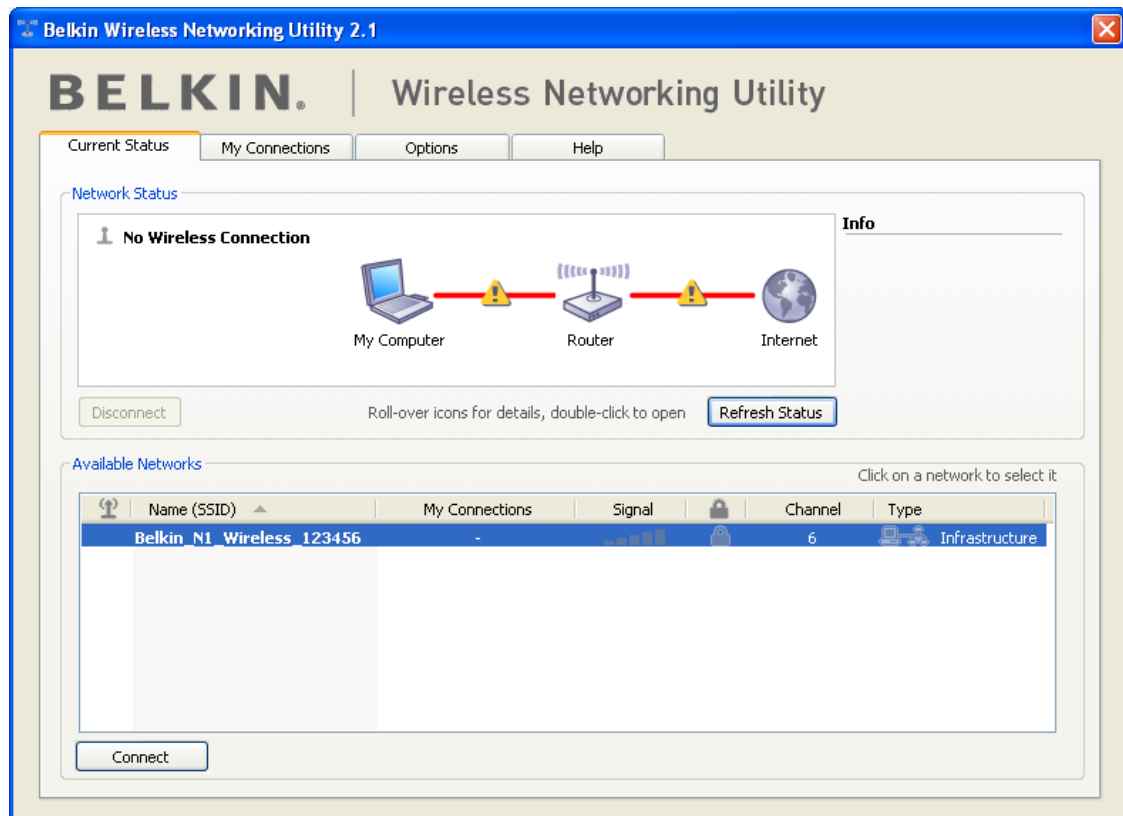 Belkin Wireless Networking Utility 2.1
BELKIN. Wireless Networking Utility
Current Status My Connections Options Help
Network Status
No Wireless Connection
Info
My Computer Router Internet
Disconnect Roll-over icons for details, double-click to open Refresh Status
Available Networks
Click on a network to select it
Name (SSID) My Connections Signal Channel Type
Belkin_N1_Wireless_123456 - 6 Infrastructure
Connect